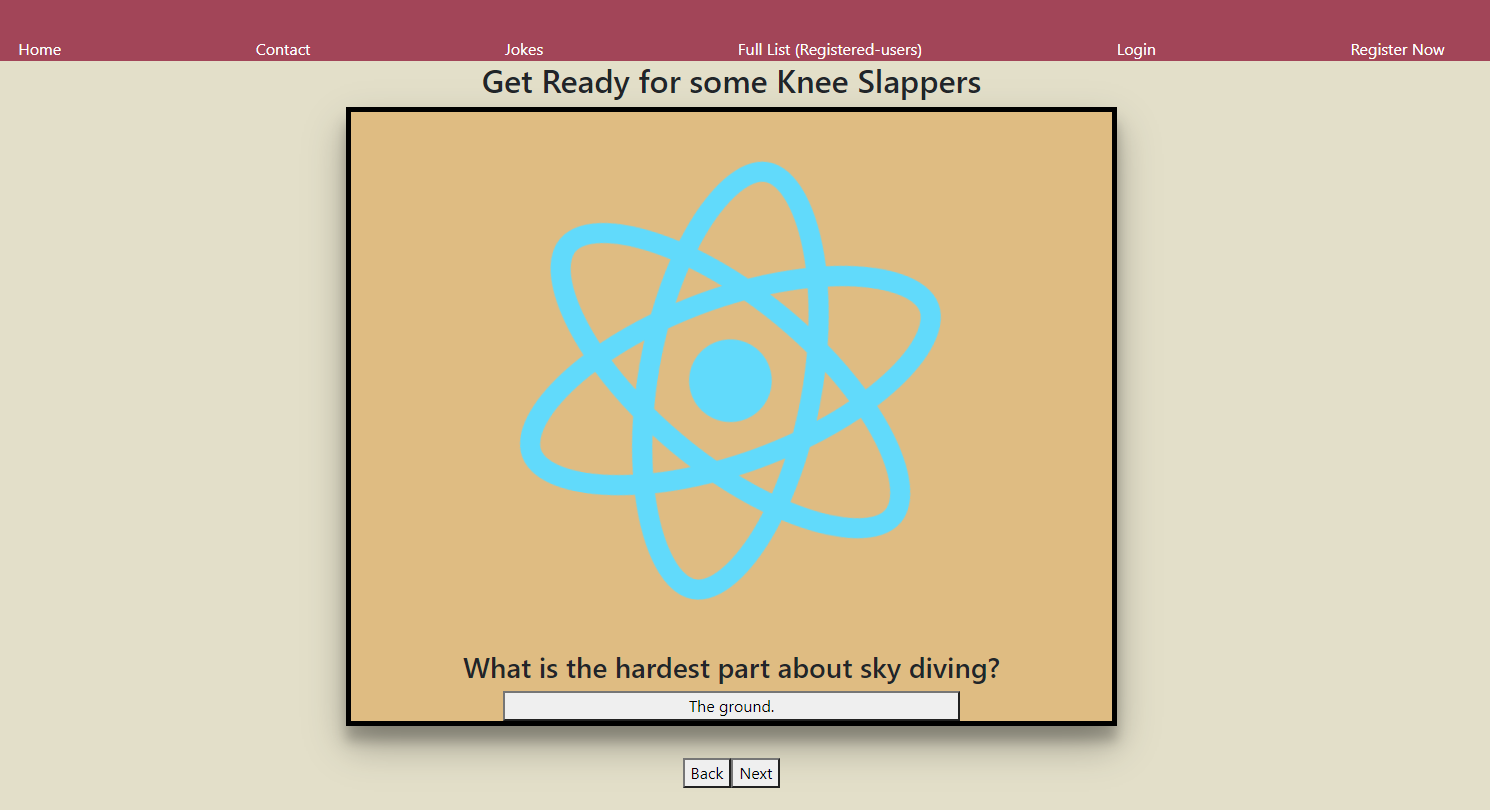 Home Contact Jokes Full List (Registered-users) Login Register Now
Get Ready for some Knee Slappers
What is the hardest part about sky diving?
The ground.
Back Next